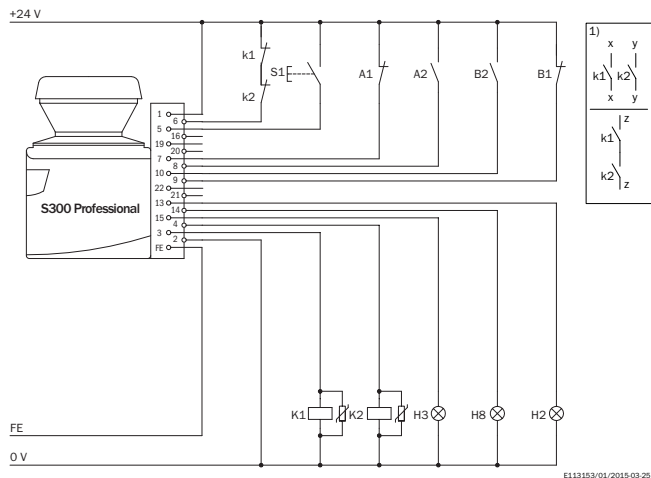 +24 V
1)
x y
k1 k2
x y
z
k1
k2
z
k1
k2
S1
A1 A2 B2 B1
1
6
5
16
19
20
7
8
10
9
22
21
13
14
15
4
3
2
FE
S300 Professional
K1 K2 H3 H8 H2
FE
0 V
E113153/01/2015-03-25